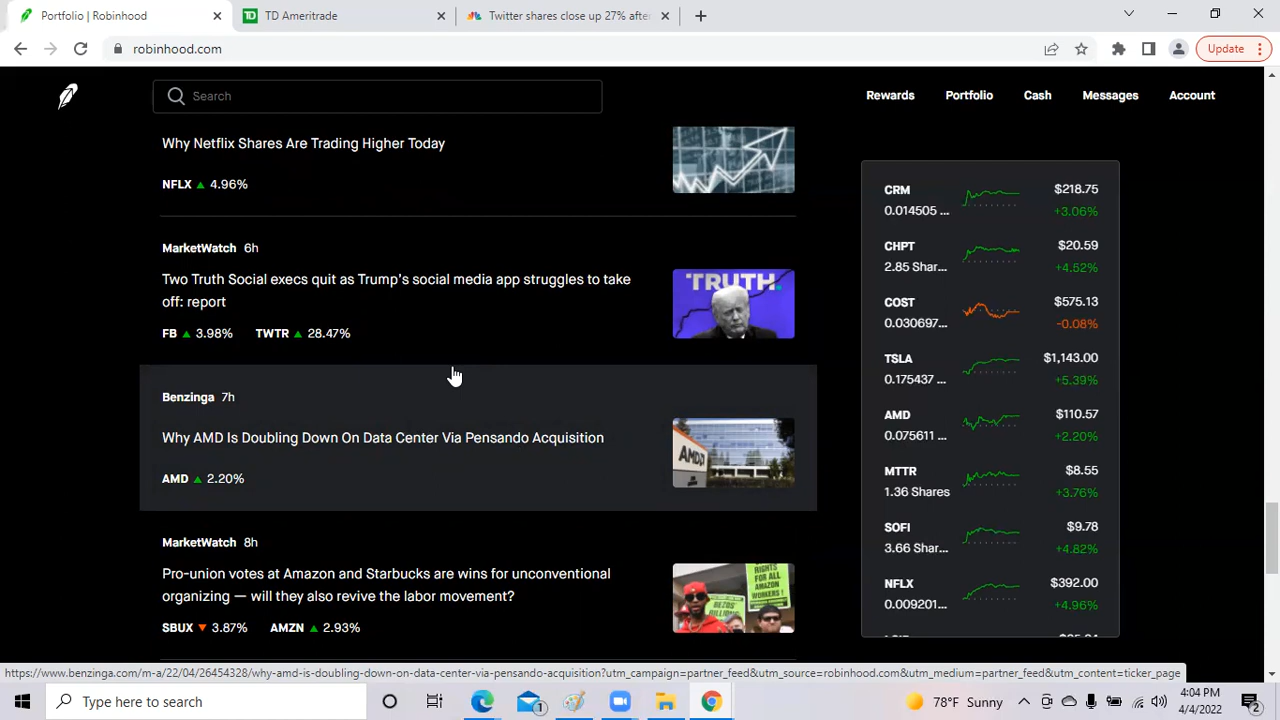 Portfolio | Robinhood
TD Ameritrade
Twitter shares close up 27% after
robinhood.com
Update
Search
Rewards
Portfolio
Cash
Messages
Account
Why Netflix Shares Are Trading Higher Today
NFLX 4.96%
MarketWatch 6h
Two Truth Social execs quit as Trump's social media app struggles to take
off: report
FB 3.98% TWTR 28.47%
TRUTH.
Benzinga 7h
Why AMD Is Doubling Down On Data Center Via Pensando Acquisition
AMD 2.20%
AMD
MarketWatch 8h
Pro-union votes at Amazon and Starbucks are wins for unconventional
organizing — will they also revive the labor movement?
SBUX 3.87% AMZN 2.93%
RIGHTS FOR ALL AMAZON WORKERS!
CRM $218.75
0.014505 ... +3.06%
CHPT $20.59
2.85 Shar... +4.52%
COST $575.13
0.030697... -0.08%
TSLA $1,143.00
0.175437 ... +5.39%
AMD $110.57
0.075611 ... +2.20%
MTTR $8.55
1.36 Shares +3.76%
SOFI $9.78
3.66 Shar... +4.82%
NFLX $392.00
0.009201... +4.96%
https://www.benzinga.com/m-a/22/04/26454328/why-amd-is-doubling-down-on-data-center-via-pensando-acquisition?utm_campaign=partner_feed&utm_source=robinhood.com&utm_medium=partner_feed&utm_content=ticker_page
Type here to search
1
78°F Sunny
4:04 PM
4/4/2022
2